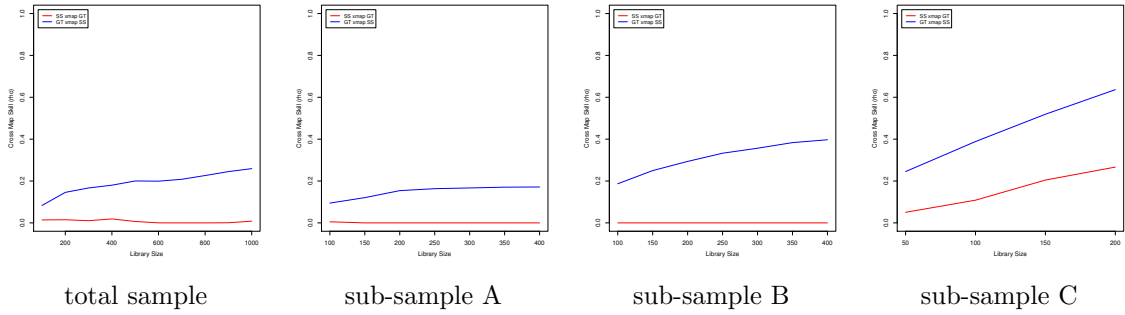 SS xmap GT
GT xmap SS
Cross Map Skill (rho)
0.0 0.2 0.4 0.6 0.8 1.0
200 400 600 800 1000
Library Size
total sample
SS xmap GT
GT xmap SS
Cross Map Skill (rho)
0.0 0.2 0.4 0.6 0.8 1.0
100 150 200 250 300 350 400
Library Size
sub-sample A
SS xmap GT
GT xmap SS
Cross Map Skill (rho)
0.0 0.2 0.4 0.6 0.8 1.0
100 150 200 250 300 350 400
Library Size
sub-sample B
SS xmap GT
GT xmap SS
Cross Map Skill (rho)
0.0 0.2 0.4 0.6 0.8 1.0
50 100 150 200
Library Size
sub-sample C